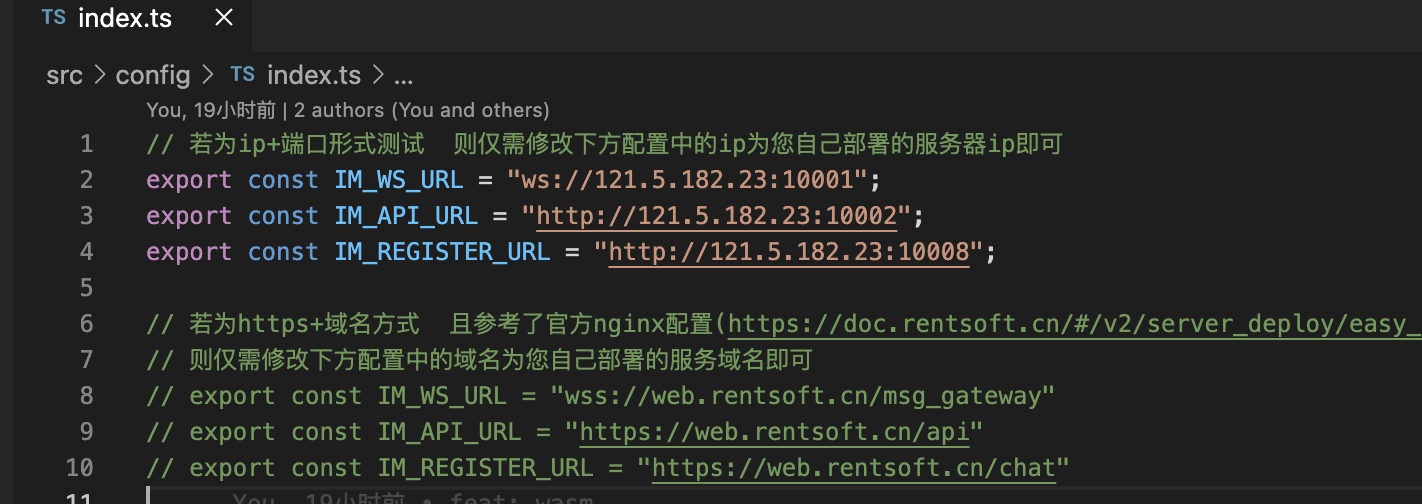 TS index.ts
src > config > TS index.ts > ...
You, 19小时前 | 2 authors (You and others)
1 // 若为ip+端口形式测试  则仅需修改下方配置中的ip为您自己部署的服务器ip即可
2 export const IM_WS_URL = "ws://121.5.182.23:10001";
3 export const IM_API_URL = "http://121.5.182.23:10002";
4 export const IM_REGISTER_URL = "http://121.5.182.23:10008";
5
6 // 若为https+域名方式  且参考了官方nginx配置(https://doc.rentsoft.cn/#/v2/server_deploy/easy_
7 // 则仅需修改下方配置中的域名为您自己部署的服务域名即可
8 // export const IM_WS_URL = "wss://web.rentsoft.cn/msg_gateway"
9 // export const IM_API_URL = "https://web.rentsoft.cn/api"
10 // export const IM_REGISTER_URL = "https://web.rentsoft.cn/chat"
11 You, 19小时前 • feat: wasm